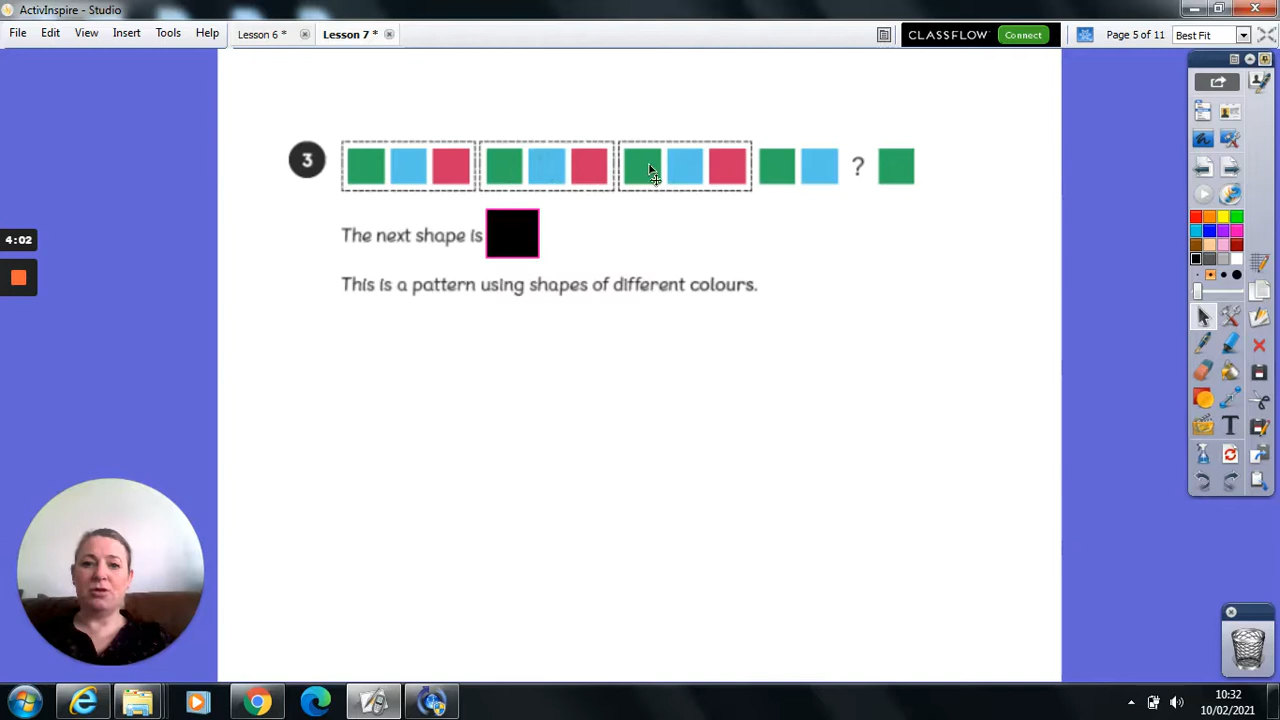 ActivInspire - Studio
File Edit View Insert Tools Help
Lesson 6 * Lesson 7 *
CLASSFLOW Connect
Page 5 of 11
Best Fit
3
?
4:02
The next shape is
This is a pattern using shapes of different colours.
T
10:32
10/02/2021